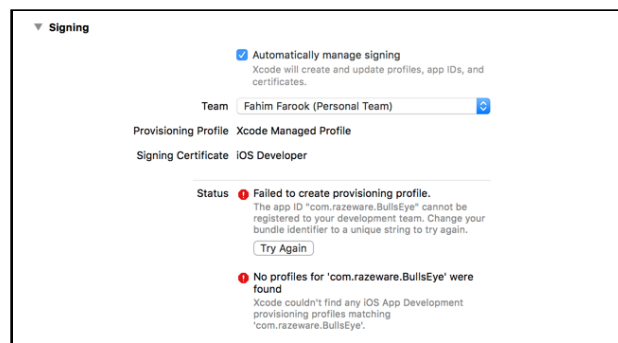 Signing
Automatically manage signing
Xcode will create and update profiles, app IDs, and
certificates.
Team Fahim Farook (Personal Team)
Provisioning Profile Xcode Managed Profile
Signing Certificate iOS Developer
Status Failed to create provisioning profile.
The app ID "com.razeware.BullsEye" cannot be
registered to your development team. Change your
bundle identifier to a unique string to try again.
Try Again
No profiles for 'com.razeware.BullsEye' were
found
Xcode couldn't find any iOS App Development
provisioning profiles matching
'com.razeware.BullsEye'.